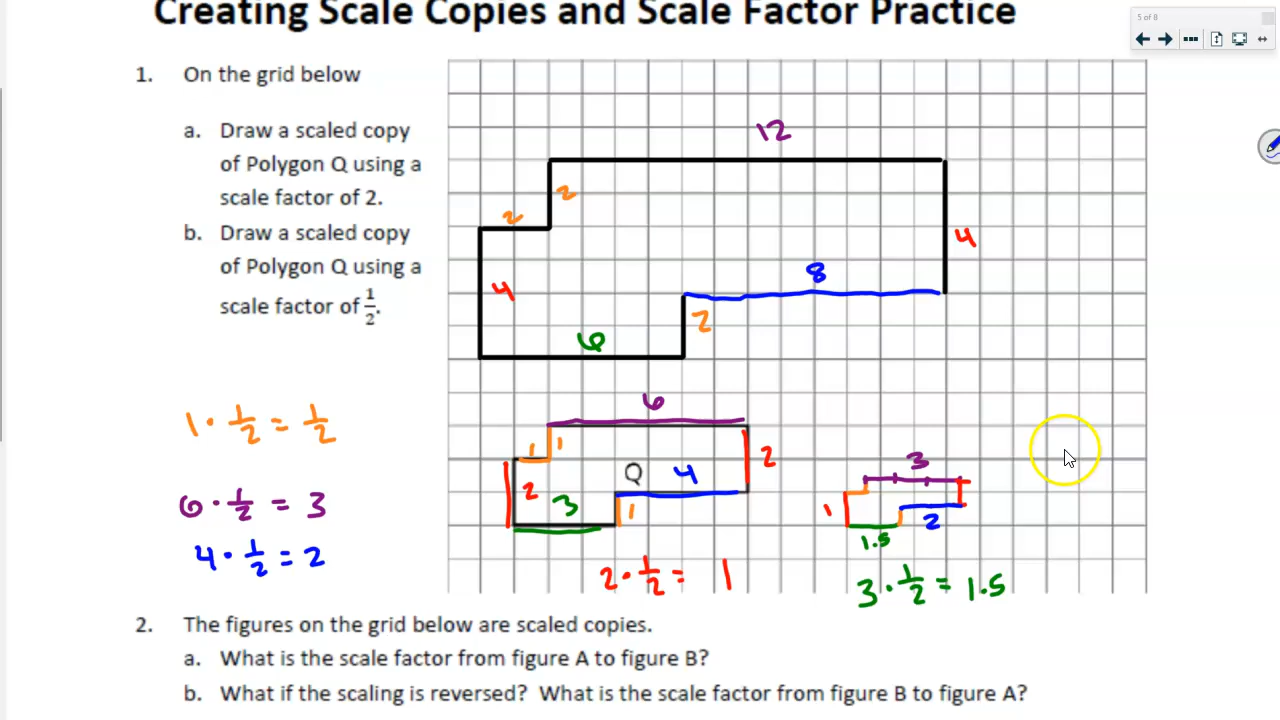 Creating Scale Copies and Scale Factor Practice
5 of 8
1. On the grid below
a. Draw a scaled copy
of Polygon Q using a
scale factor of 2.
b. Draw a scaled copy
of Polygon Q using a
scale factor of 1/2.
12
2
2
4
4
8
6
2
6
1
1
2
Q
4
2
3
1
3
1
2
1.5
1 · 1/2 = 1/2
6 · 1/2 = 3
4 · 1/2 = 2
2 · 1/2 = 1
3 · 1/2 = 1.5
2. The figures on the grid below are scaled copies.
a. What is the scale factor from figure A to figure B?
b. What if the scaling is reversed? What is the scale factor from figure B to figure A?